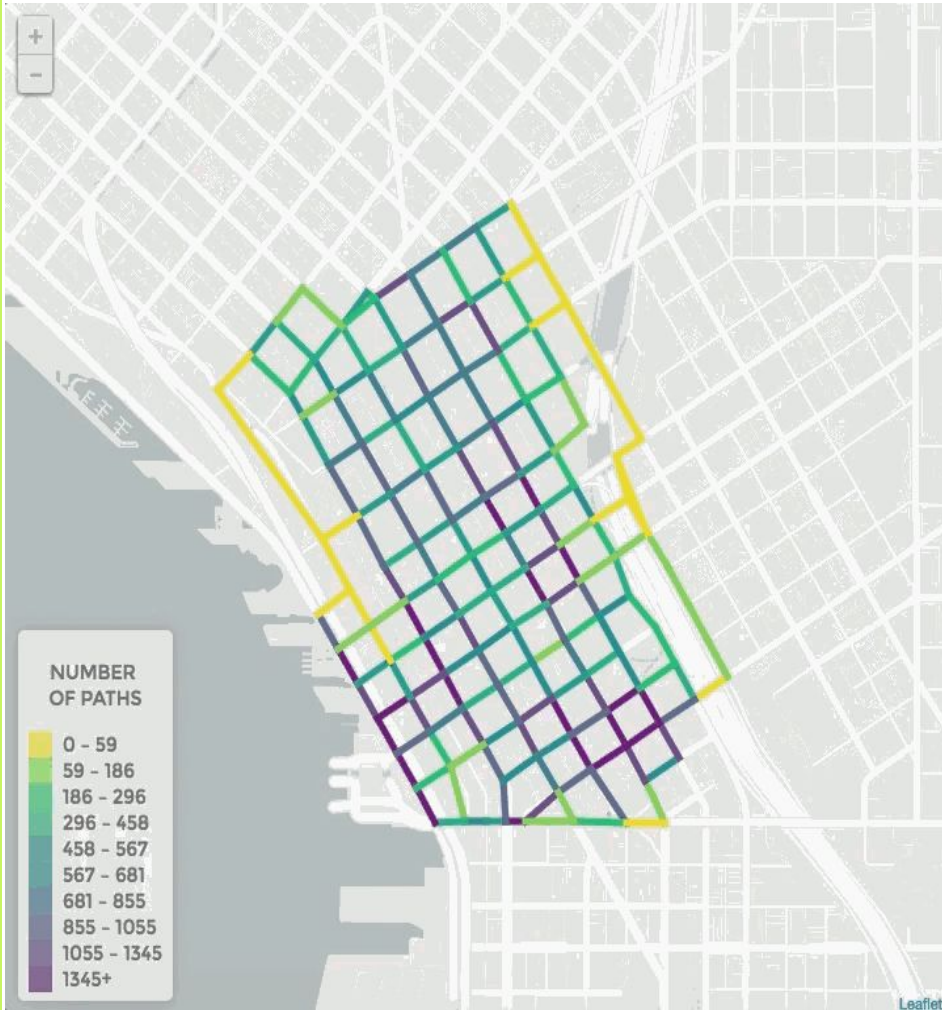 +
−
NUMBER
OF PATHS
0 - 59
59 - 186
186 - 296
296 - 458
458 - 567
567 - 681
681 - 855
855 - 1055
1055 - 1345
1345+
Leaflet